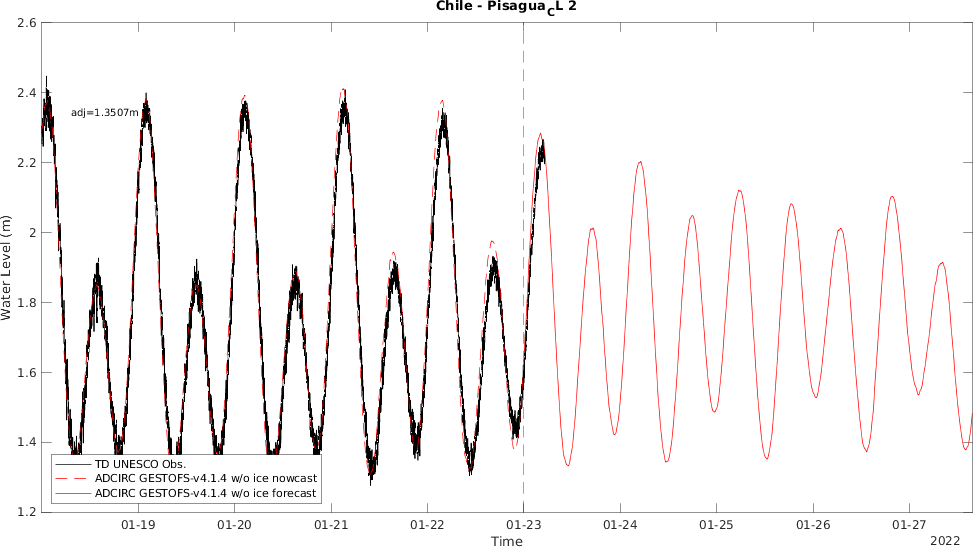 Chile - Pisagua_CL 2
2.6
2.4
2.2
2
1.8
1.6
1.4
1.2
Water Level (m)
adj=1.3507m
TD UNESCO Obs.
ADCIRC GESTOFS-v4.1.4 w/o ice nowcast
ADCIRC GESTOFS-v4.1.4 w/o ice forecast
01-19 01-20 01-21 01-22 01-23 01-24 01-25 01-26 01-27
Time
2022